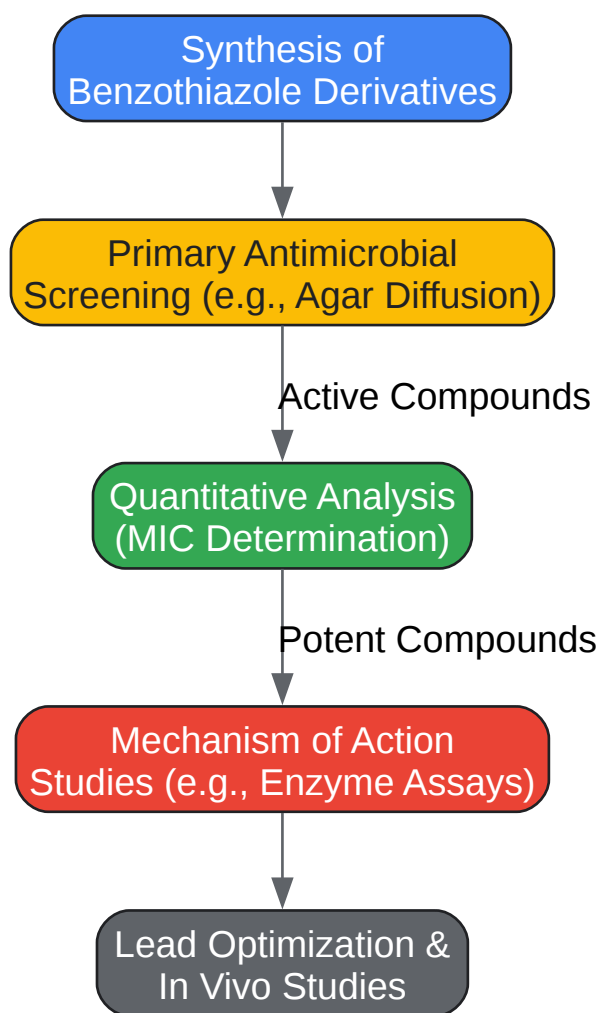 Synthesis of
Benzothiazole Derivatives
Primary Antimicrobial
Screening (e.g., Agar Diffusion)
Active Compounds
Quantitative Analysis
(MIC Determination)
Potent Compounds
Mechanism of Action
Studies (e.g., Enzyme Assays)
Lead Optimization &
In Vivo Studies